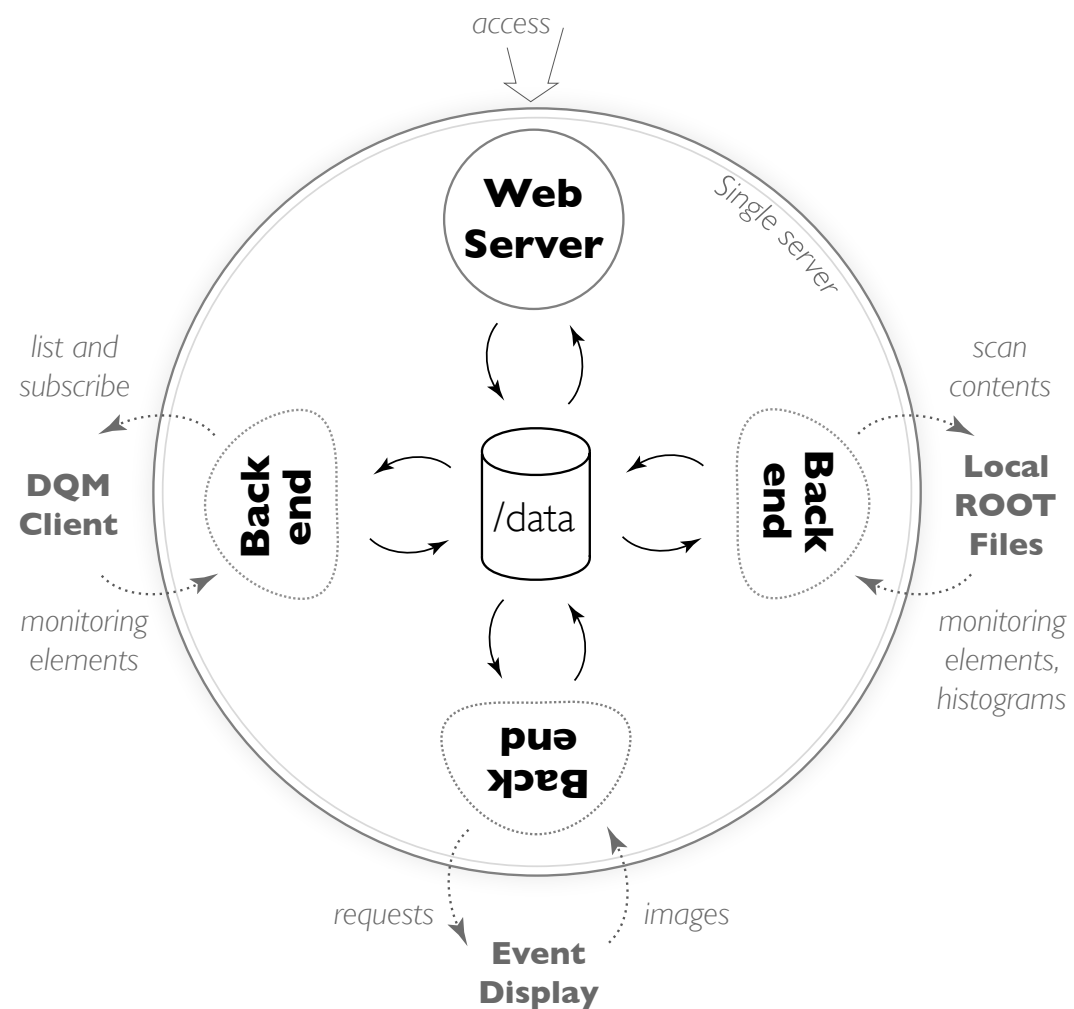 access
Web
Server
Single server
list and
subscribe
scan
contents
DQM
Client
Back
end
/data
Back
end
Local
ROOT
Files
monitoring
elements
monitoring
elements,
histograms
Back
end
requests
images
Event
Display